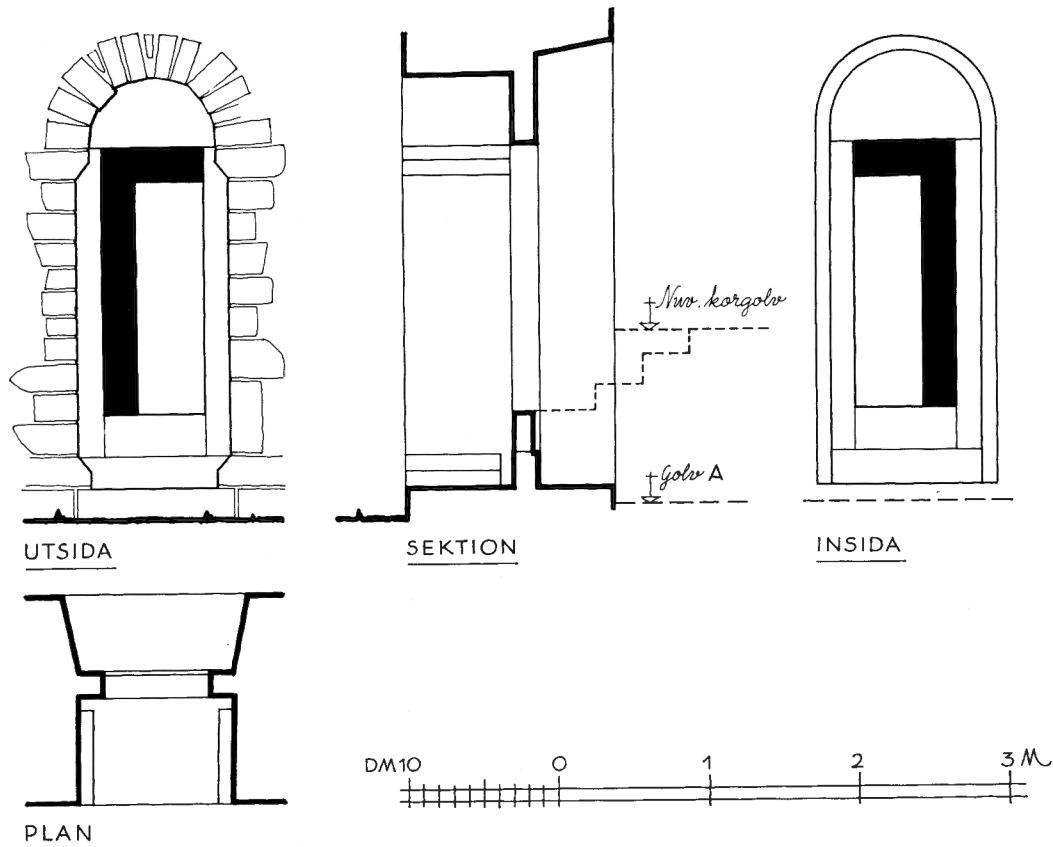 Nuv. korgolv
Golv A
UTSIDA
SEKTION
INSIDA
DM10 0 1 2 3 M
PLAN